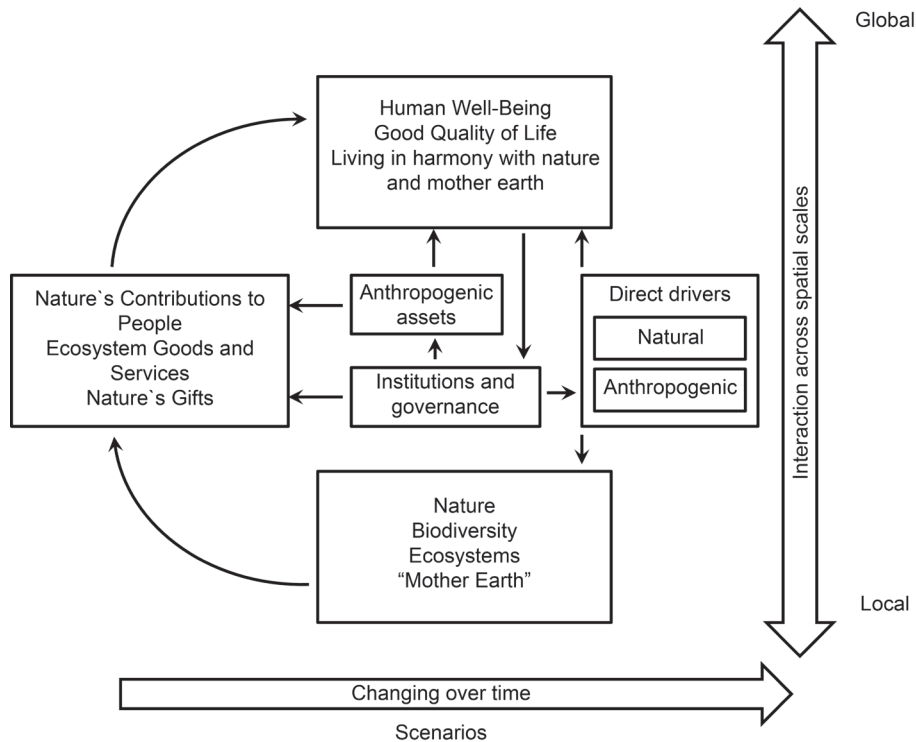 Global
Human Well-Being
Good Quality of Life
Living in harmony with nature
and mother earth
Interaction across spatial scales
Nature`s Contributions to
People
Ecosystem Goods and
Services
Nature`s Gifts
Anthropogenic
assets
Institutions and
governance
Direct drivers
Natural
Anthropogenic
Nature
Biodiversity
Ecosystems
“Mother Earth”
Local
Changing over time
Scenarios